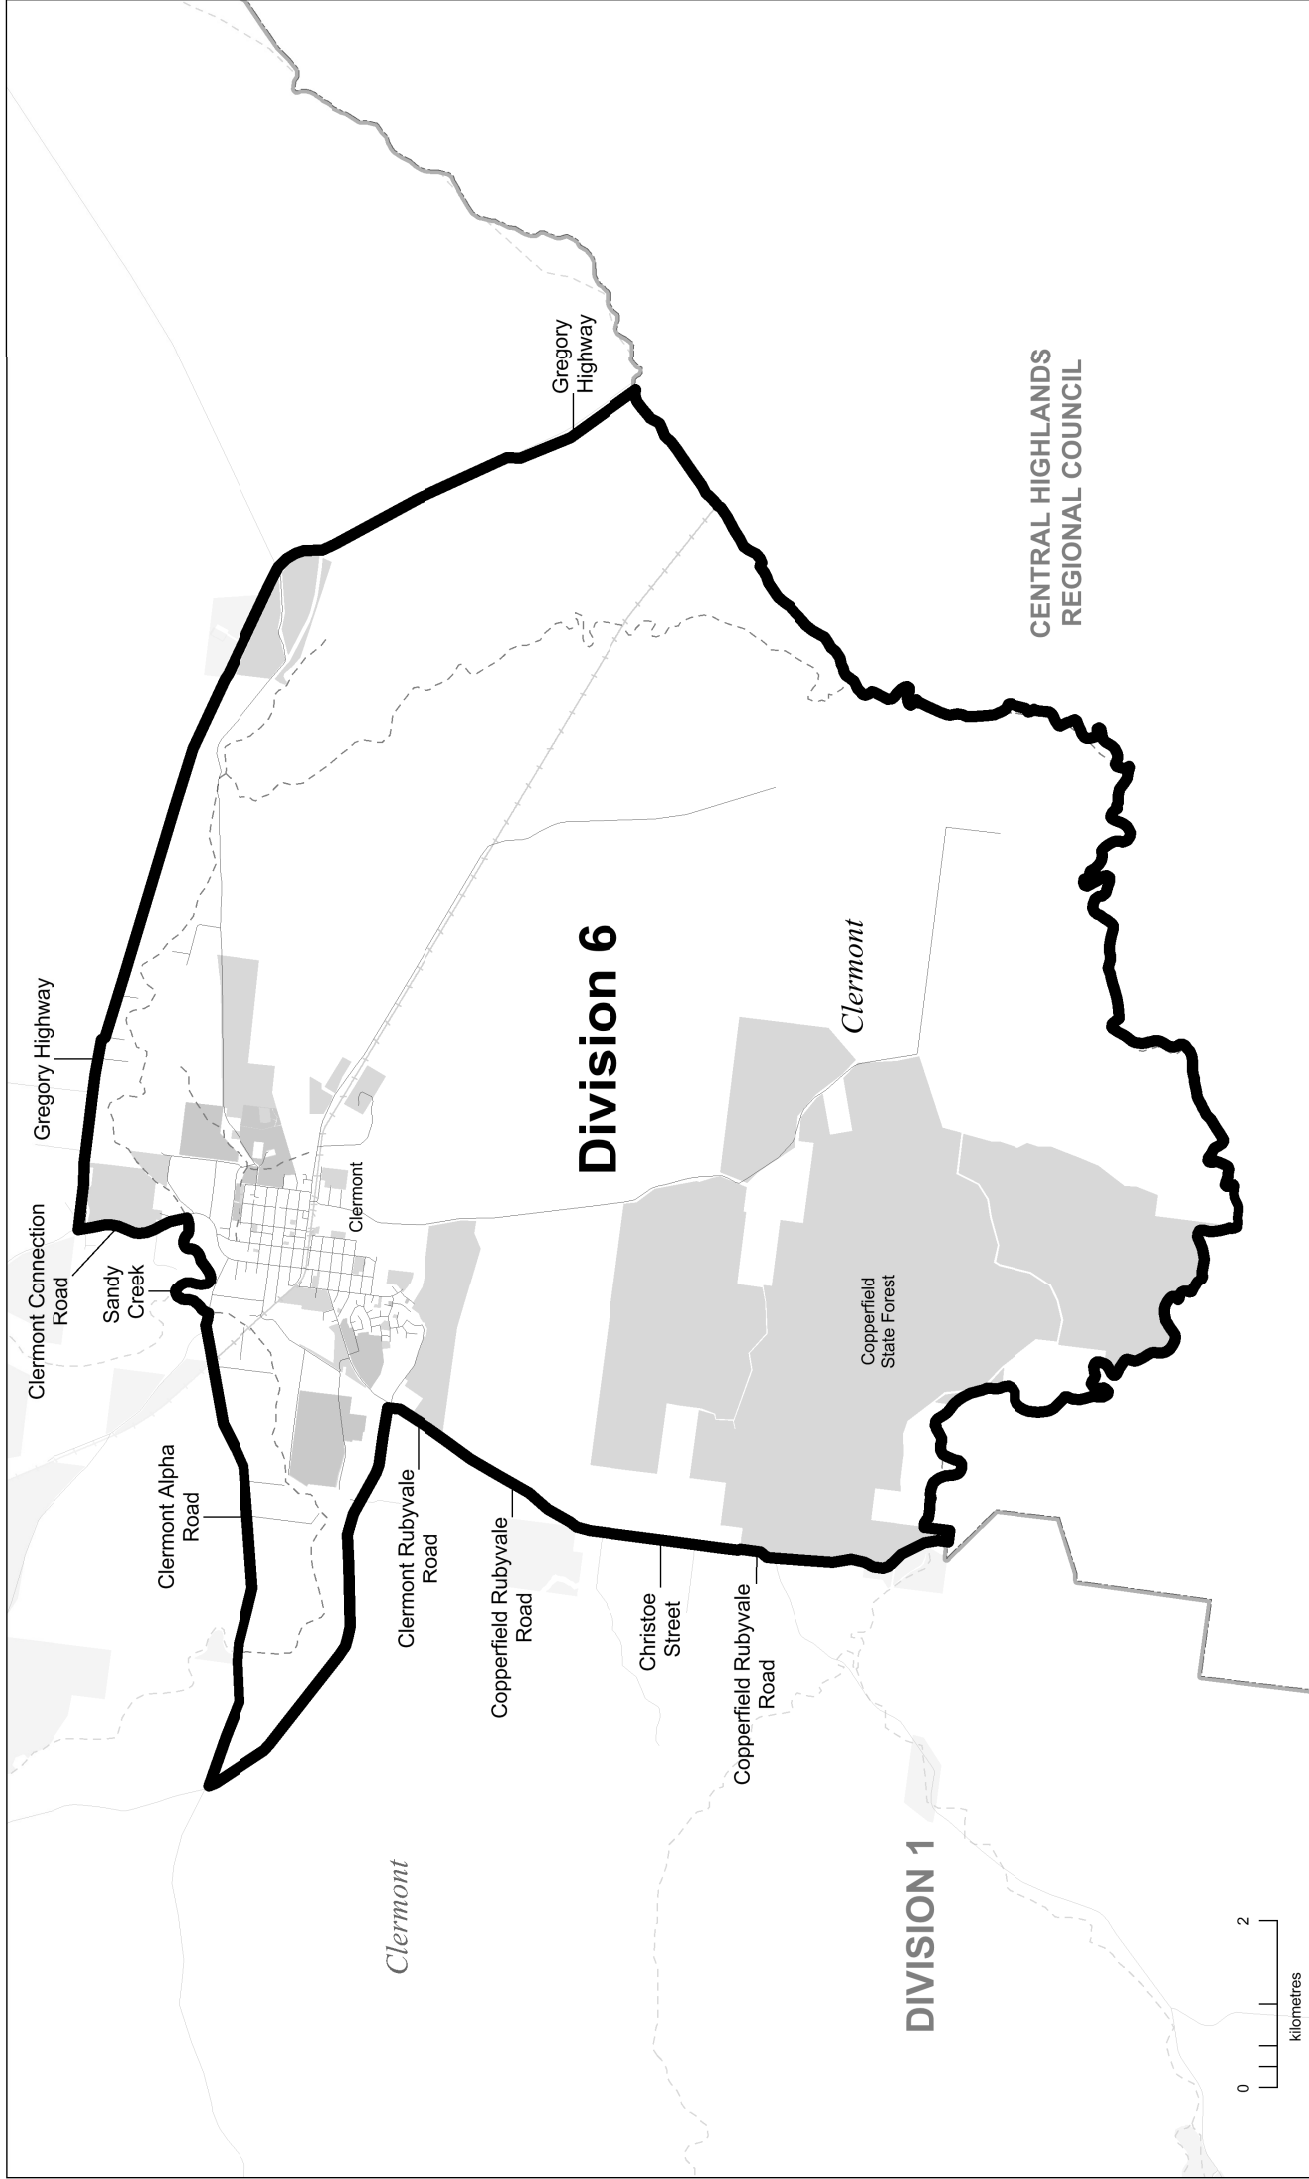 Gregory Highway
Clermont Connection
Road
Sandy
Creek
Clermont Alpha
Road
Gregory
Highway
Clermont
Clermont Rubyvale
Road
Clermont
Copperfield Rubyvale
Road
Division 6
Christoe
Street
Copperfield Rubyvale
Road
Clermont
Copperfield
State Forest
DIVISION 1
CENTRAL HIGHLANDS
REGIONAL COUNCIL
0
2
kilometres